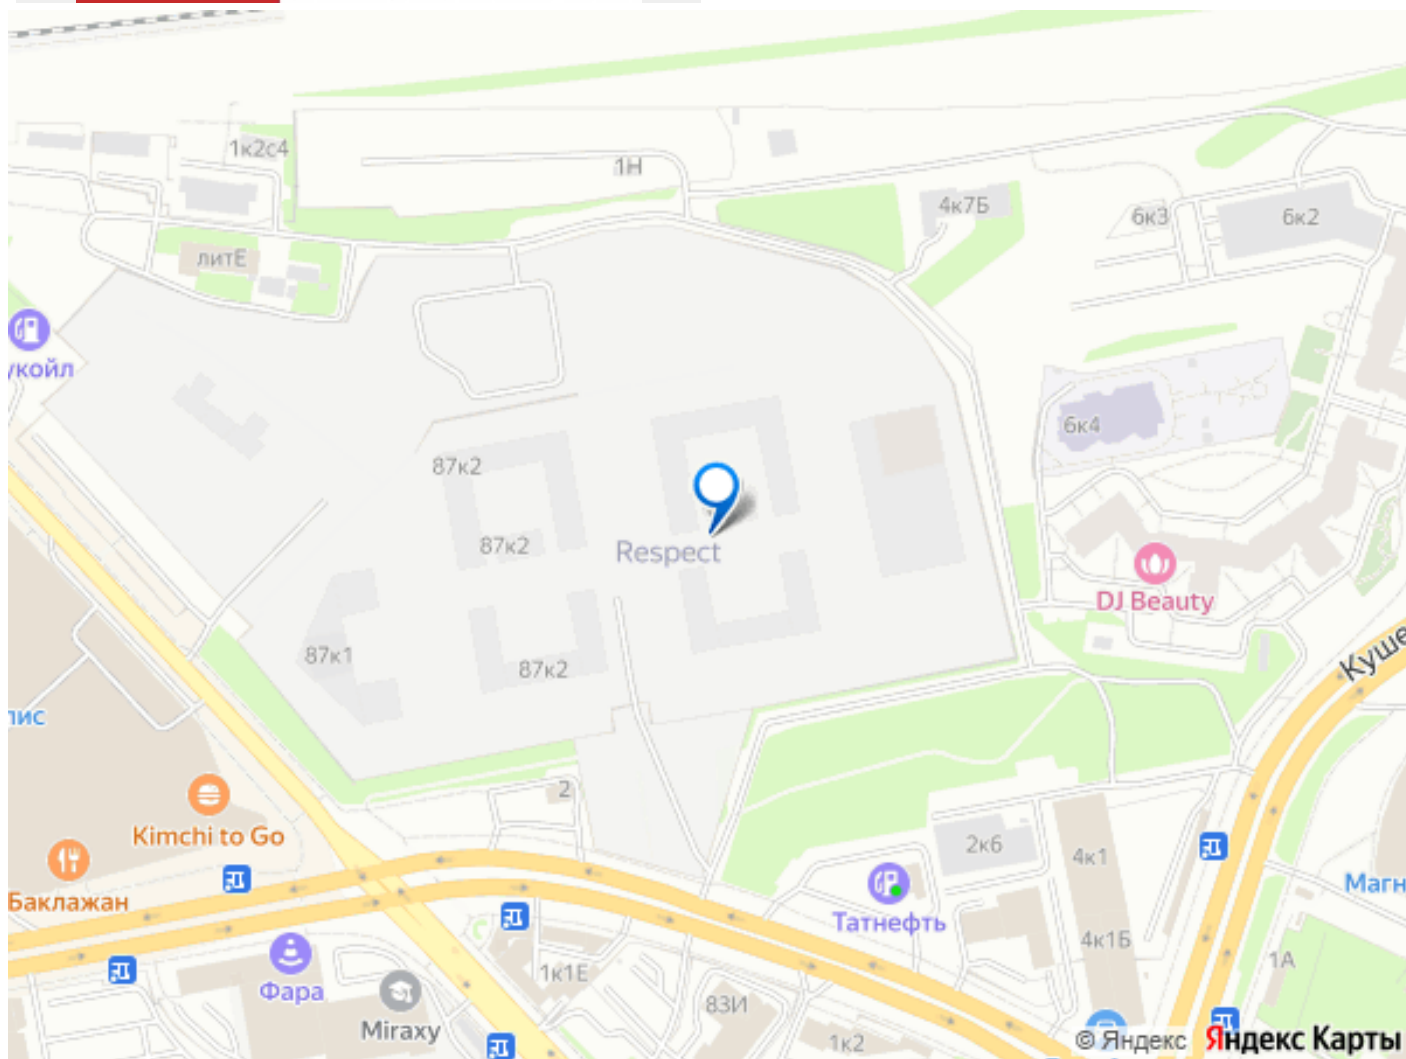 1к2с4
1Н
4к7Б
6к3
6к2
литЕ
укойл
6к4
87к2
87к2
Respect
DJ Beauty
87к1
87к2
Куше
лис
2
Kimchi to Go
2к6
4к1
Магн
Баклажан
Татнефть
4к1Б
1А
1к1Е
Фара
83И
Miraxy
1к2
© Яндекс Яндекс Карты